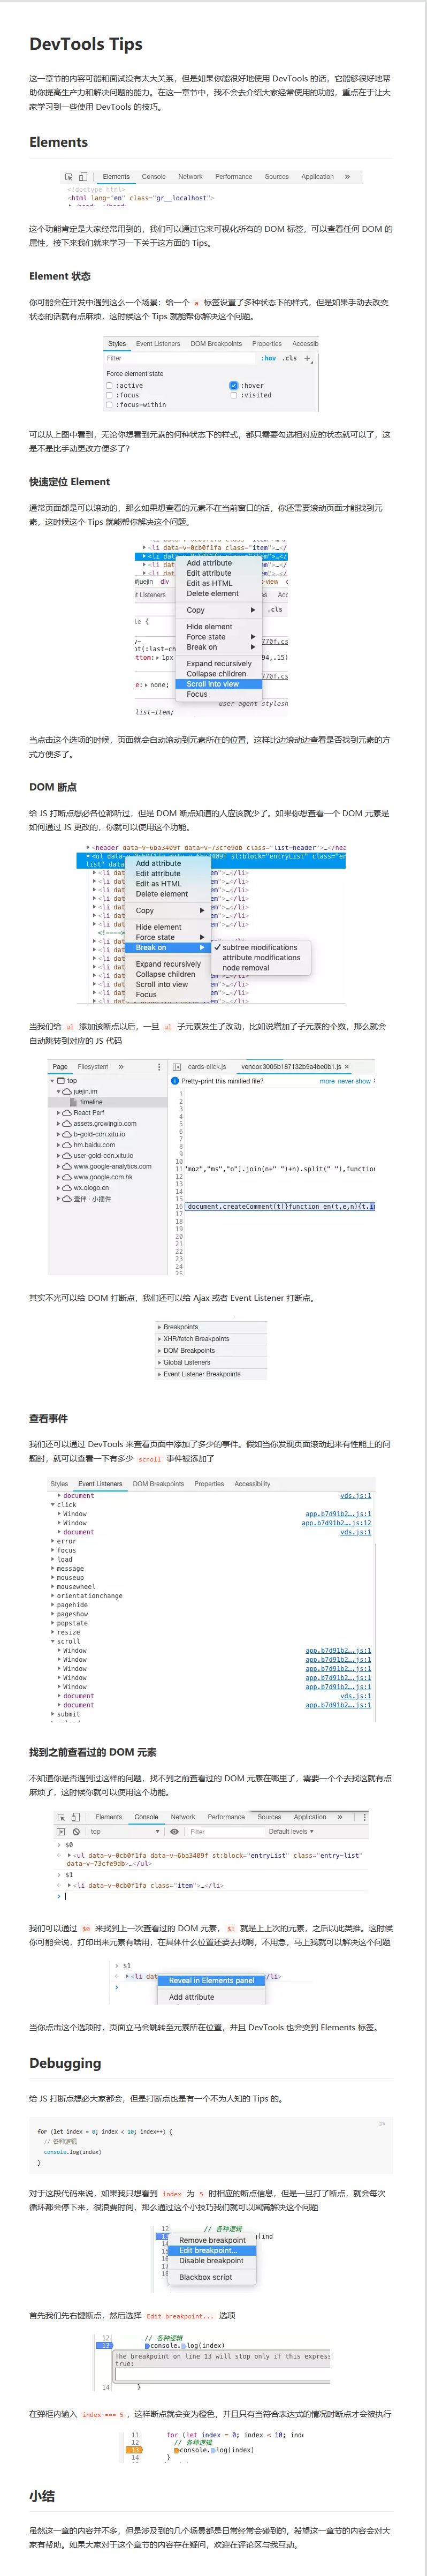 DevTools Tips
这一章节的内容可能和面试没有太大关系，但是如果你能很好地使用 DevTools 的话，它能够很好地帮
助你提高生产力和解决问题的能力。在这一章节中，我不会去介绍大家经常使用的功能，重点在于让大
家学习到一些使用 DevTools 的技巧。
Elements
Elements Console Network Performance Sources Application »
<!doctype html>
<html lang="en" class="gr__localhost">
这个功能肯定是大家经常用到的，我们可以通过它来可视化所有的 DOM 标签，可以查看任何 DOM 的
属性，接下来我们就来学习一下关于这方面的 Tips。
Element 状态
你可能会在开发中遇到这么一个场景：给一个 a 标签设置了多种状态下的样式，但是如果手动去改变
状态的话就有点麻烦，这时候这个 Tips 就能帮你解决这个问题。
Styles Event Listeners DOM Breakpoints Properties Accessib
Filter :hov .cls +
Force element state
:active :hover
:focus :visited
:focus-within
可以从上图中看到，无论你想看到元素的何种状态下的样式，都只需要勾选相对应的状态就可以了，这
是不是比手动更改方便多了？
快速定位 Element
通常页面都是可以滚动的，那么如果想查看的元素不在当前窗口的话，你还需要滚动页面才能找到元
素，这时候这个 Tips 就能帮你解决这个问题。
<li data-v-0cb0f1fa class="item">…</
Add attribute
Edit attribute
Edit as HTML
Delete element
Copy
Hide element
Force state
Break on
Expand recursively
Collapse children
Scroll into view
Focus
当点击这个选项的时候，页面就会自动滚动到元素所在的位置，这样比边滚动边查看是否找到元素的方
式方便多了。
DOM 断点
给 JS 打断点想必各位都听过，但是 DOM 断点知道的人应该就少了。如果你想查看一个 DOM 元素是
如何通过 JS 更改的，你就可以使用这个功能。
<header data-v-6ba3409f data-v-73cfe9db class="list-header">…</hea
Add attribute
Edit attribute
Edit as HTML
Delete element
Copy
Hide element
Force state
Break on
✓ subtree modifications
attribute modifications
node removal
Expand recursively
Collapse children
Scroll into view
Focus
当我们给 ul 添加该断点以后，一旦 ul 子元素发生了改动，比如说增加了子元素的个数，那么就会
自动跳转到对应的 JS 代码
Page Filesystem » cards-click.js vendor.3005b187132b9a4be0b1.js ×
top Pretty-print this minified file? more never show
juejin.im
timeline
React Perf
assets.growingio.com
b-gold-cdn.xitu.io
hm.baidu.com
user-gold-cdn.xitu.io
www.google-analytics.com
www.google.com.hk
wx.qlogo.cn
壹伴 · 小插件
1
2
3
4
5
6
7
8
9
10
11 "moz","ms","o"].join(n+" ")+n).split(" "),function
12
13
14
15
16 document.createComment(t)}function en(t,e,n){t.in
17
18
19
20
21
22
23
24
25
其实不光可以给 DOM 打断点，我们还可以给 Ajax 或者 Event Listener 打断点。
Breakpoints
XHR/fetch Breakpoints
DOM Breakpoints
Global Listeners
Event Listener Breakpoints
查看事件
我们还可以通过 DevTools 来查看页面中添加了多少的事件。假如当你发现页面滚动起来有性能上的问
题时，就可以查看一下有多少 scroll 事件被添加了
Styles Event Listeners DOM Breakpoints Properties Accessibility
document vds.js:1
click
Window app.b7d91b2….js:1
Window app.b7d91b2….js:12
document vds.js:1
error
focus
load
message
mouseup
mousewheel
orientationchange
pagehide
pageshow
popstate
resize
scroll
Window app.b7d91b2….js:1
Window app.b7d91b2….js:1
Window app.b7d91b2….js:1
Window app.b7d91b2….js:1
Window app.b7d91b2….js:1
document vds.js:1
document app.b7d91b2….js:1
submit
找到之前查看过的 DOM 元素
不知道你是否遇到过这样的问题，找不到之前查看过的 DOM 元素在哪里了，需要一个个去找这就有点
麻烦了，这时候你就可以使用这个功能。
Elements Console Network Performance Sources Application »
top Filter Default levels
> $0
<ul data-v-0cb0f1fa data-v-6ba3409f st:block="entryList" class="entry-list"
data-v-73cfe9db>…</ul>
> $1
<li data-v-0cb0f1fa class="item">…</li>
>
我们可以通过 $0 来找到上一次查看过的 DOM 元素，$1 就是上上次的元素，之后以此类推。这时候
你可能会说，打印出来元素有啥用，在具体什么位置还要去找啊，不用急，马上我就可以解决这个问题
> $1
<li dat Reveal in Elements panel /li>
> Add attribute
当你点击这个选项时，页面立马会跳转至元素所在位置，并且 DevTools 也会变到 Elements 标签。
Debugging
给 JS 打断点想必大家都会，但是打断点也是有一个不为人知的 Tips 的。
js
for (let index = 0; index < 10; index++) {
// 各种逻辑
console.log(index)
}
对于这段代码来说，如果我只想看到 index 为 5 时相应的断点信息，但是一旦打了断点，就会每次
循环都会停下来，很浪费时间，那么通过这个小技巧我们就可以圆满解决这个问题
12 // 各种逻辑
Remove breakpoint
Edit breakpoint...
Disable breakpoint
Blackbox script
首先我们先右键断点，然后选择 Edit breakpoint... 选项
12 // 各种逻辑
13 console.log(index)
The breakpoint on line 13 will stop only if this express
true:
14 }
在弹框内输入 index === 5，这样断点就会变为橙色，并且只有当符合表达式的情况时断点才会被执行
11 for (let index = 0; index < 10; inde
12 // 各种逻辑
13 console.log(index)
14 }
小结
虽然这一章的内容并不多，但是涉及到的几个场景都是日常经常会碰到的，希望这一章节的内容会对大
家有帮助。如果大家对于这个章节的内容存在疑问，欢迎在评论区与我互动。